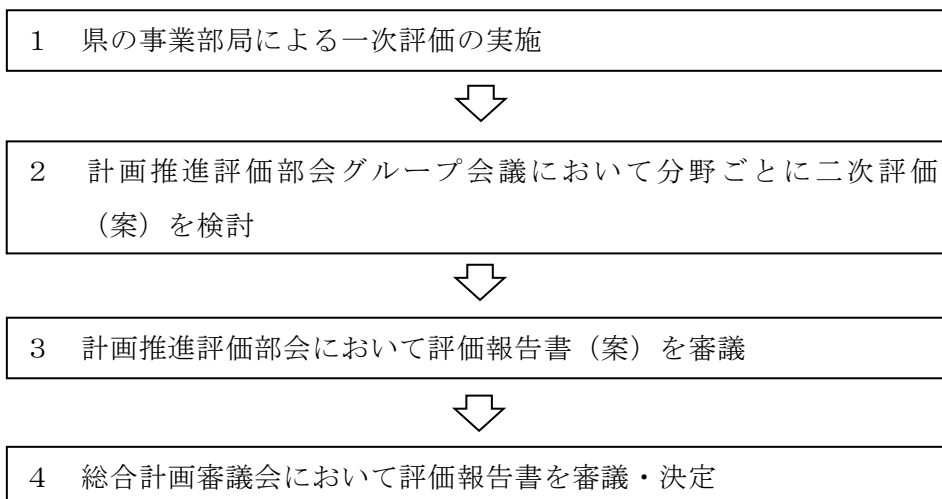 １　県の事業部局による一次評価の実施
２　計画推進評価部会グループ会議において分野ごとに二次評価
（案）を検討
３　計画推進評価部会において評価報告書（案）を審議
４　総合計画審議会において評価報告書を審議・決定